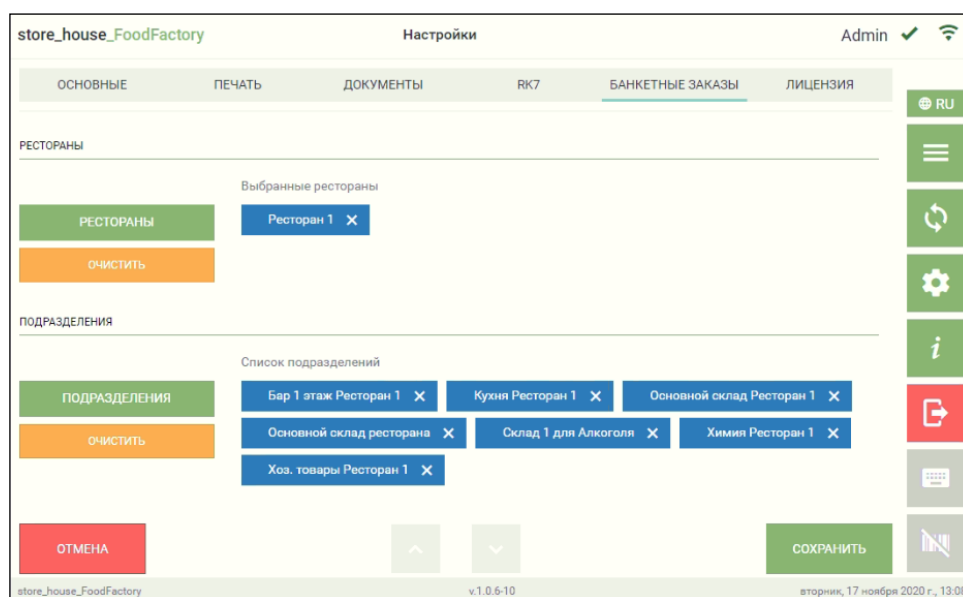 store_house_FoodFactory Настройки Admin
ОСНОВНЫЕ ПЕЧАТЬ ДОКУМЕНТЫ RK7 БАНКЕТНЫЕ ЗАКАЗЫ ЛИЦЕНЗИЯ
RU
РЕСТОРАНЫ
Выбранные рестораны
РЕСТОРАНЫ Ресторан 1
ОЧИСТИТЬ
ПОДРАЗДЕЛЕНИЯ
Список подразделений
ПОДРАЗДЕЛЕНИЯ Бар 1 этаж Ресторан 1 Кухня Ресторан 1 Основной склад Ресторан 1
ОЧИСТИТЬ Основной склад ресторана Склад 1 для Алкоголя Химия Ресторан 1
Хоз. товары Ресторан 1
ОТМЕНА СОХРАНИТЬ
store_house_FoodFactory v.1.0.6-10 вторник, 17 ноября 2020 г., 13:08